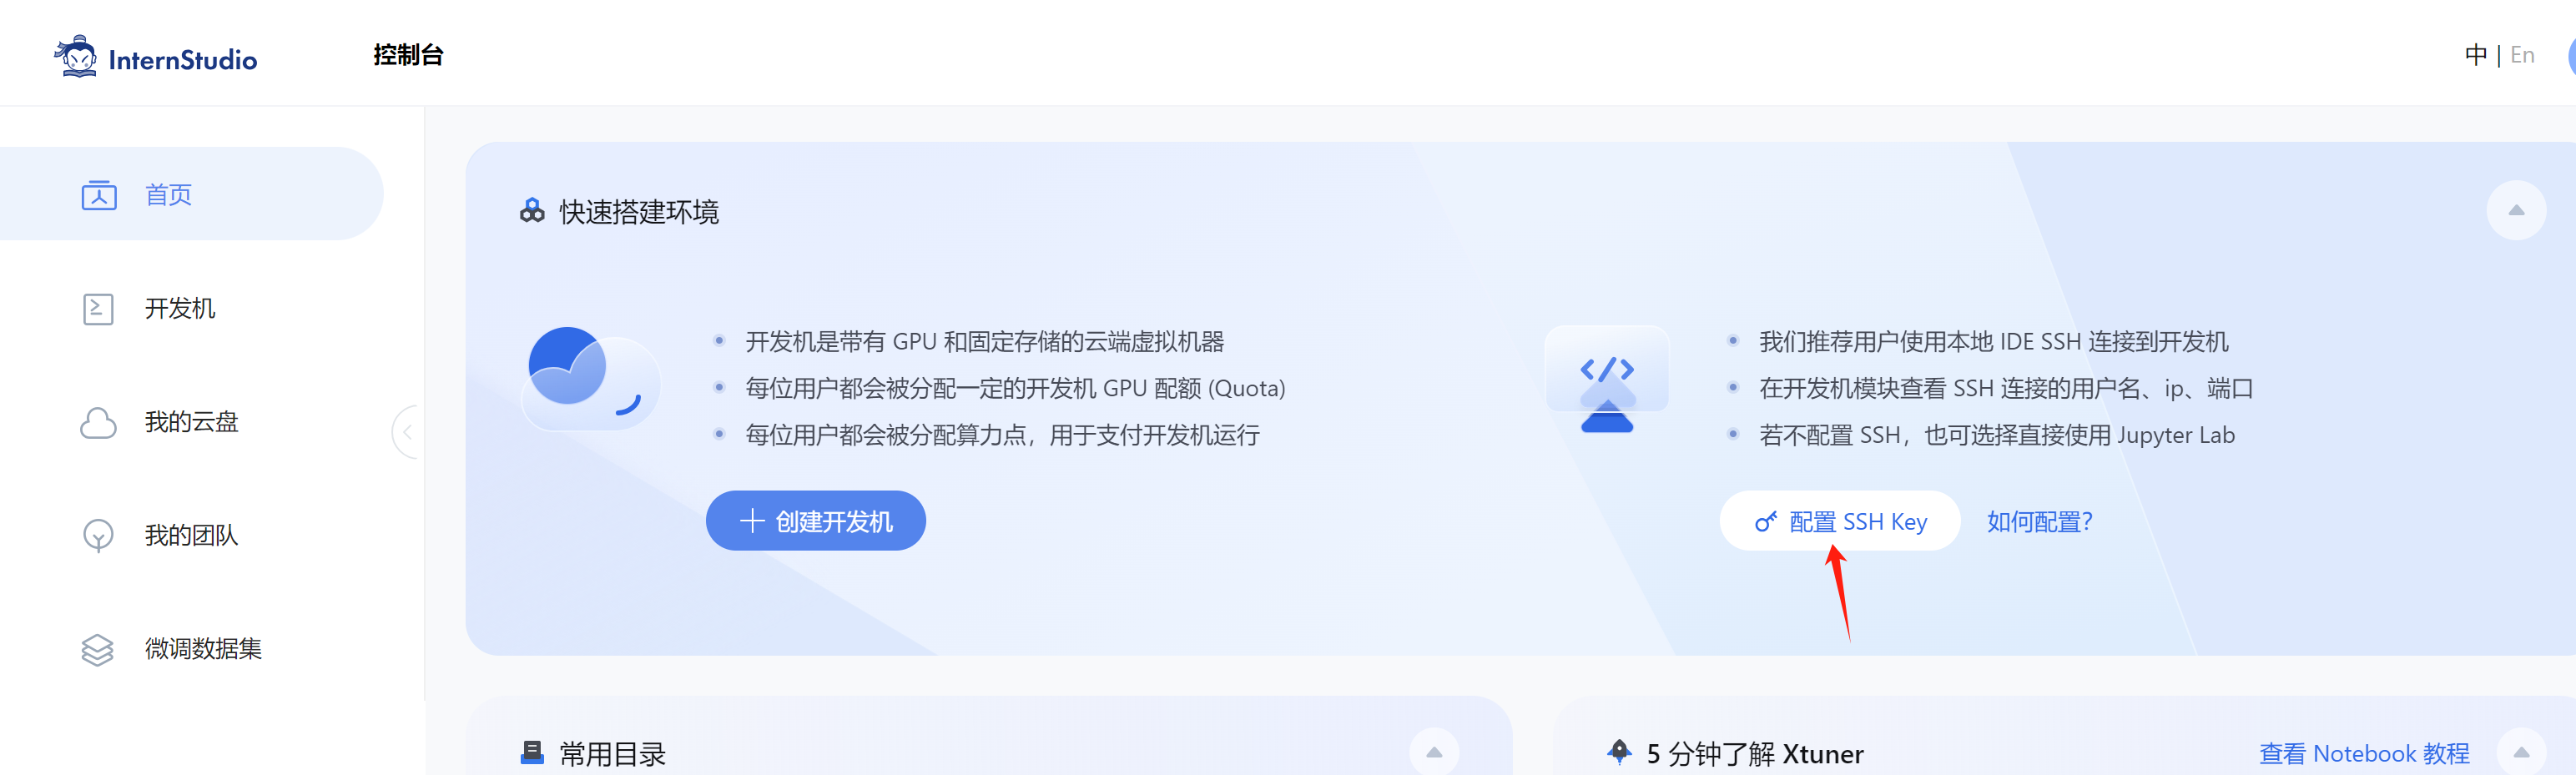 InternStudio
控制台
中 | En
首页
开发机
我的云盘
我的团队
微调数据集
快速搭建环境
开发机是带有 GPU 和固定存储的云端虚拟机器
每位用户都会被分配一定的开发机 GPU 配额 (Quota)
每位用户都会被分配算力点，用于支付开发机运行
创建开发机
我们推荐用户使用本地 IDE SSH 连接到开发机
在开发机模块查看 SSH 连接的用户名、ip、端口
若不配置 SSH，也可选择直接使用 Jupyter Lab
配置 SSH Key
如何配置?
常用目录
5 分钟了解 Xtuner
查看 Notebook 教程